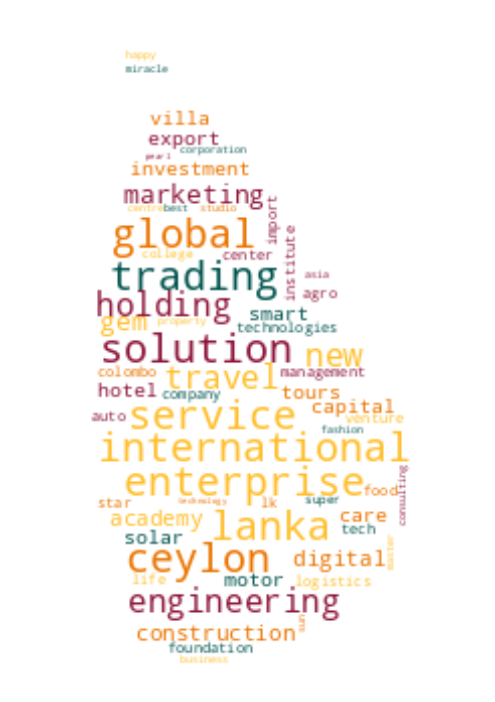 happy
miracle
villa
export
corporation
pearl
investment
marketing
centre best studio
import
global
college center
institute
trading
asia
holding
agro
gem property
smart
technologies
solution
new
colombo travel management
hotel company tours
auto service capital
venture
fashion
international
enterprise
food
consulting
star technology lk super
academy lanka care
tech
solar
ceylon digital
master
life motor logistics
engineering
sun
construction
foundation
business